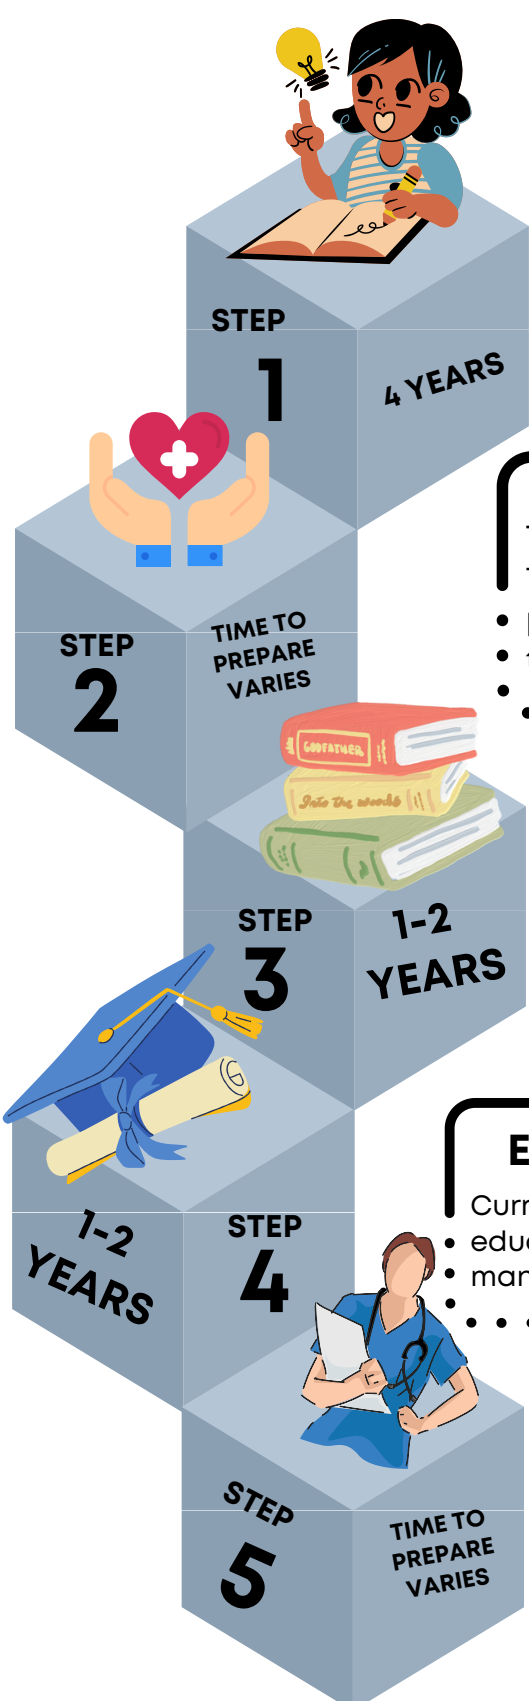 STEP
1
4 YEARS
STEP
2
TIME TO
PREPARE
VARIES
GODFATHER
Into the woods
STEP
3
1-2
YEARS
1-2
YEARS
STEP
4
E
Curr
educ
man
STEP
5
TIME TO
PREPARE
VARIES